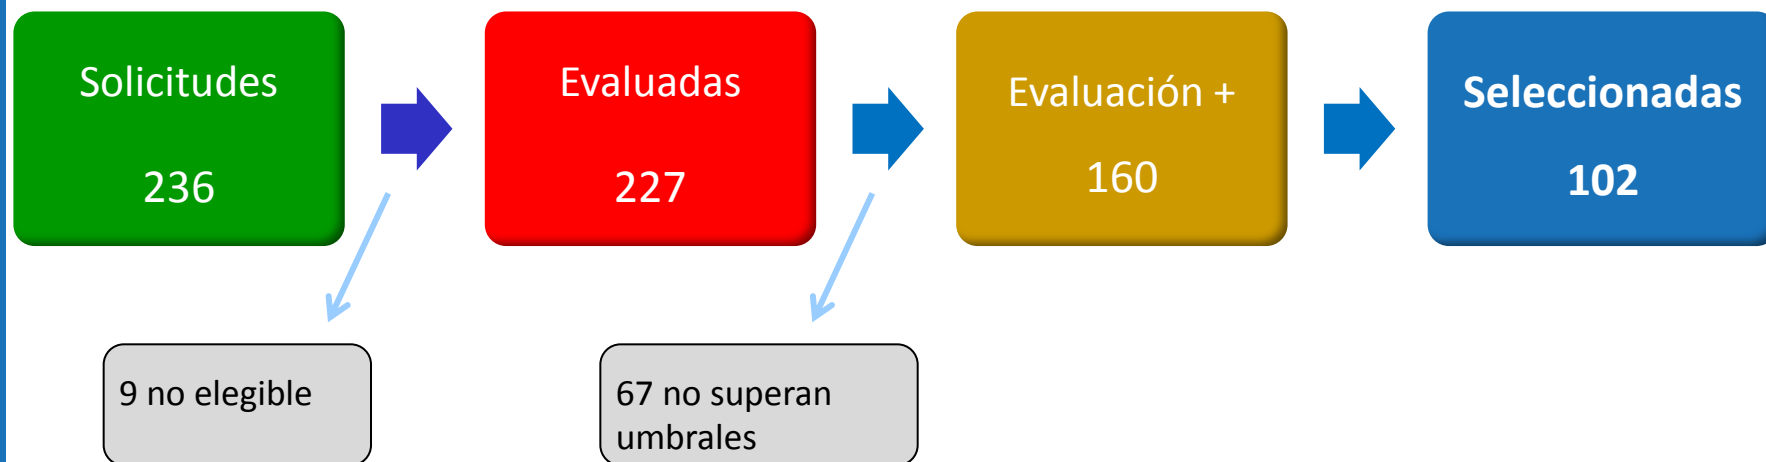 Solicitudes
236
Evaluadas
227
Evaluación +
160
Seleccionadas
102
9 no elegible
67 no superan
umbrales